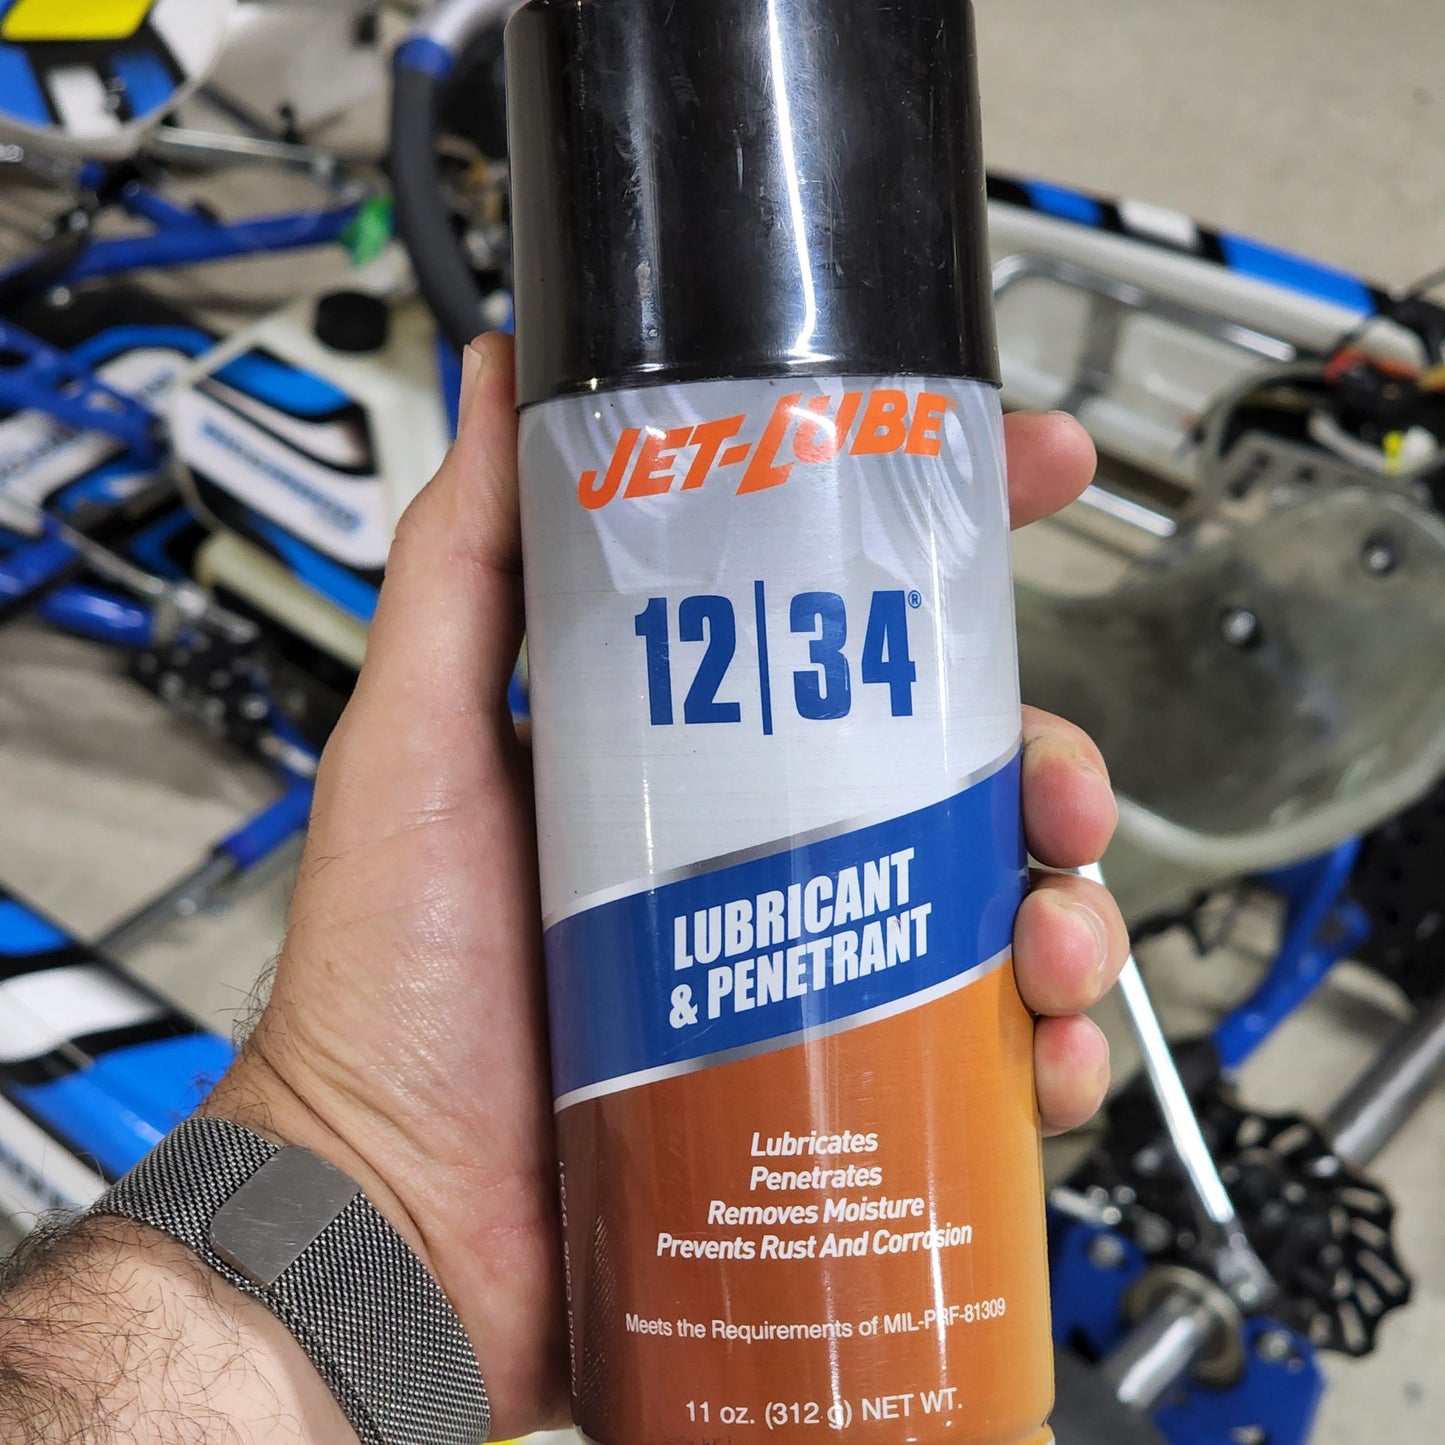 JET-LUBE
12|34®
LUBRICANT
& PENETRANT
Lubricates
Penetrates
Removes Moisture
Prevents Rust And Corrosion
Meets the Requirements of MIL-PRF-81309
11 oz. (312 g) NET WT.